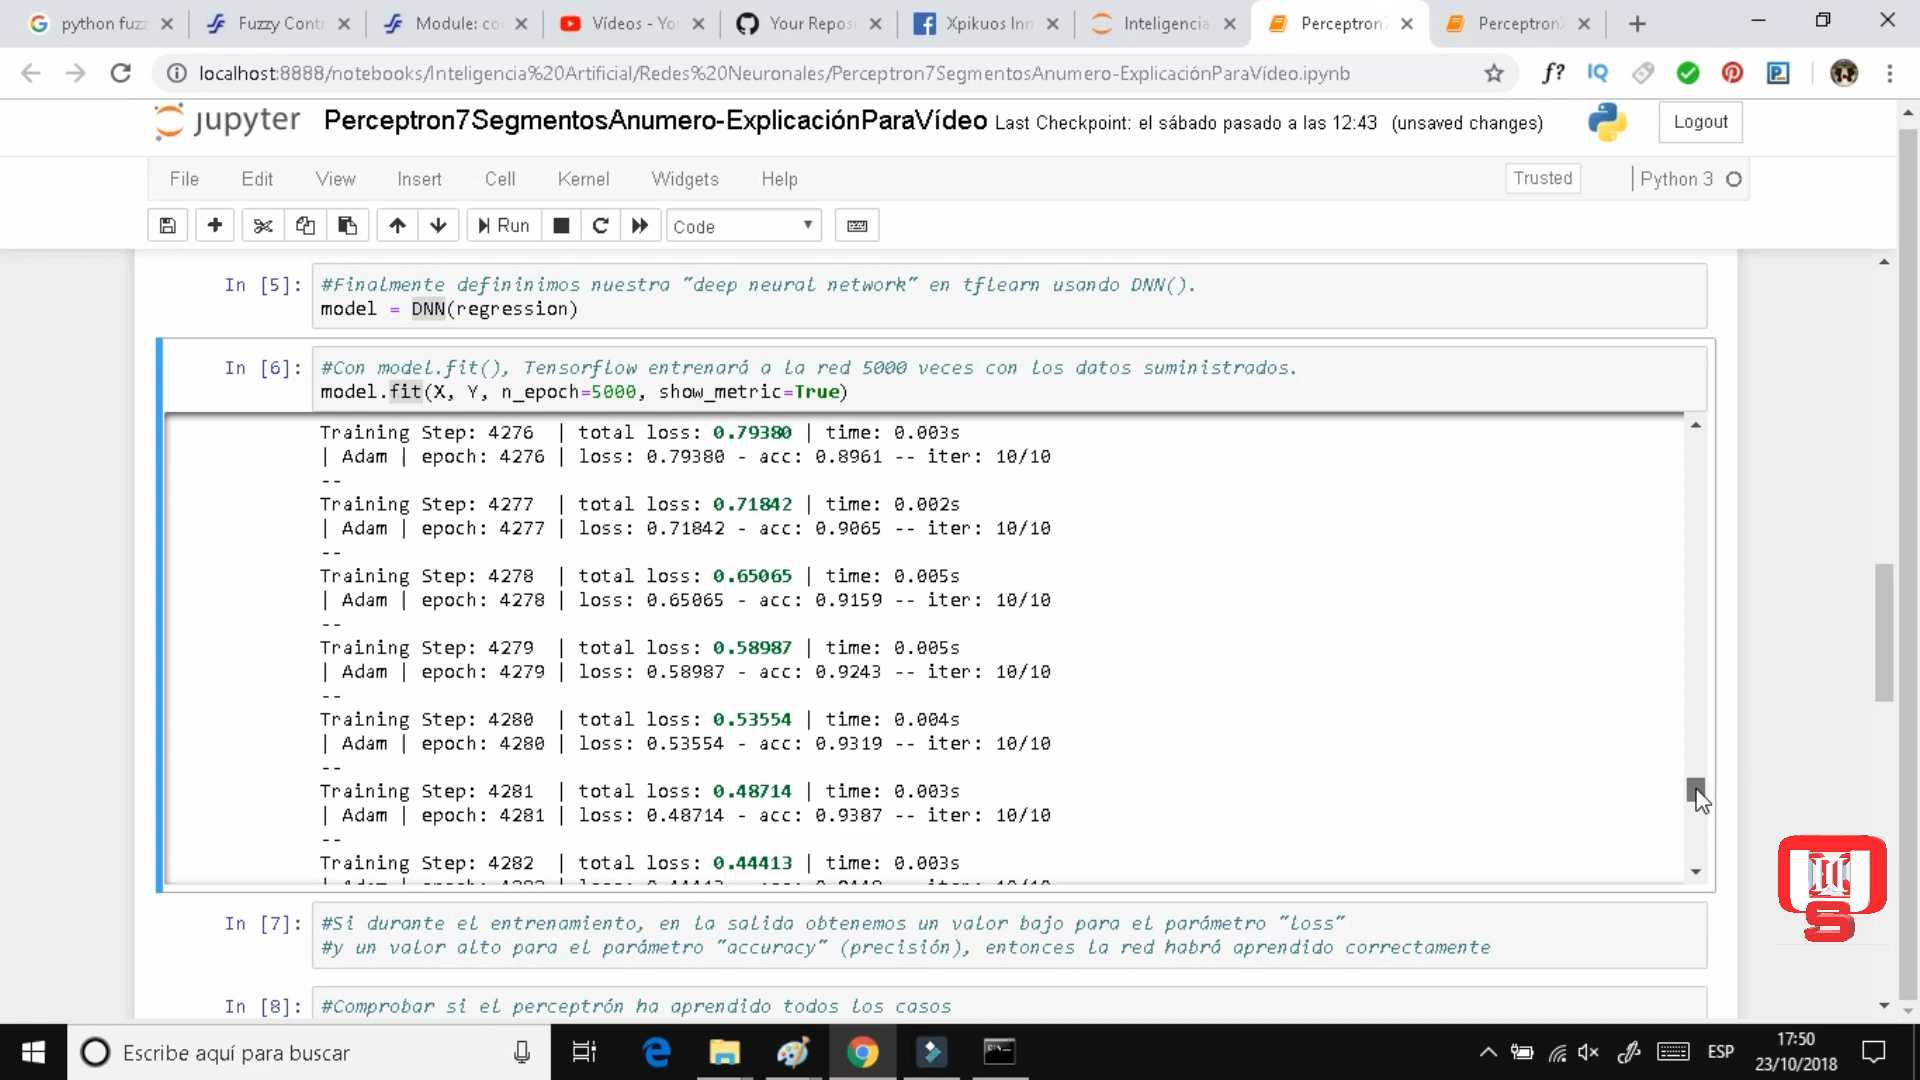 python fuzz
Fuzzy Contr
Module: co
Vídeos - Yo
Your Repos
Xpikuos Inn
Inteligencia
Perceptron7
Perceptron
localhost:8888/notebooks/Inteligencia%20Artificial/Redes%20Neuronales/Perceptron7SegmentosAnumero-ExplicaciónParaVídeo.ipynb
f?
IQ
jupyter Perceptron7SegmentosAnumero-ExplicaciónParaVídeo Last Checkpoint: el sábado pasado a las 12:43 (unsaved changes)
Logout
File Edit View Insert Cell Kernel Widgets Help
Trusted
Python 3
Run
Code
In [5]: #Finalmente defininimos nuestra "deep neural network" en tflearn usando DNN().
model = DNN(regression)
In [6]: #Con model.fit(), Tensorflow entrenará a la red 5000 veces con los datos suministrados.
model.fit(X, Y, n_epoch=5000, show_metric=True)
Training Step: 4276 | total loss: 0.79380 | time: 0.003s
| Adam | epoch: 4276 | loss: 0.79380 - acc: 0.8961 -- iter: 10/10
--
Training Step: 4277 | total loss: 0.71842 | time: 0.002s
| Adam | epoch: 4277 | loss: 0.71842 - acc: 0.9065 -- iter: 10/10
--
Training Step: 4278 | total loss: 0.65065 | time: 0.005s
| Adam | epoch: 4278 | loss: 0.65065 - acc: 0.9159 -- iter: 10/10
--
Training Step: 4279 | total loss: 0.58987 | time: 0.005s
| Adam | epoch: 4279 | loss: 0.58987 - acc: 0.9243 -- iter: 10/10
--
Training Step: 4280 | total loss: 0.53554 | time: 0.004s
| Adam | epoch: 4280 | loss: 0.53554 - acc: 0.9319 -- iter: 10/10
--
Training Step: 4281 | total loss: 0.48714 | time: 0.003s
| Adam | epoch: 4281 | loss: 0.48714 - acc: 0.9387 -- iter: 10/10
--
Training Step: 4282 | total loss: 0.44413 | time: 0.003s
In [7]: #Si durante el entrenamiento, en la salida obtenemos un valor bajo para el parámetro "loss"
#y un valor alto para el parámetro "accuracy" (precisión), entonces la red habrá aprendido correctamente
In [8]: #Comprobar si el perceptrón ha aprendido todos los casos
Escribe aquí para buscar
ESP
17:50
23/10/2018